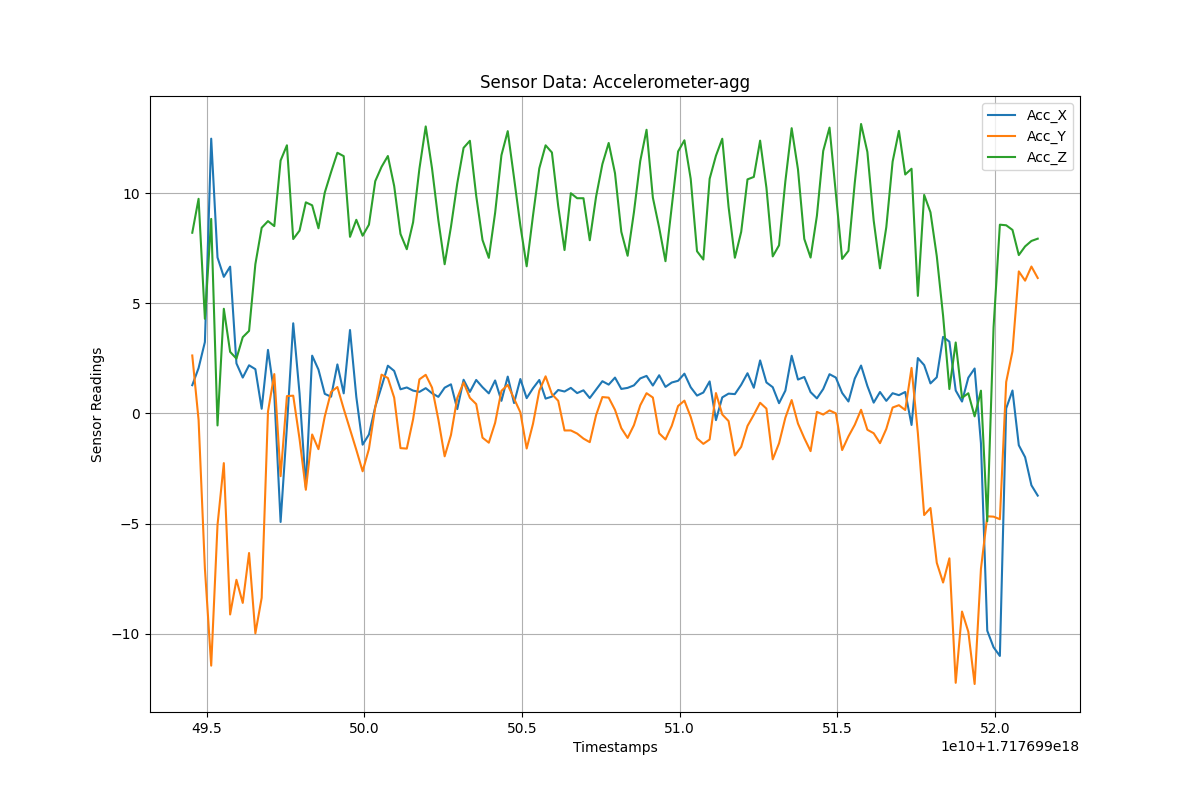 Sensor Data: Accelerometer-agg
Acc_X
Acc_Y
Acc_Z
Sensor Readings
10
5
0
−5
−10
49.5 50.0 50.5 51.0 51.5 52.0
Timestamps
1e10+1.717699e18